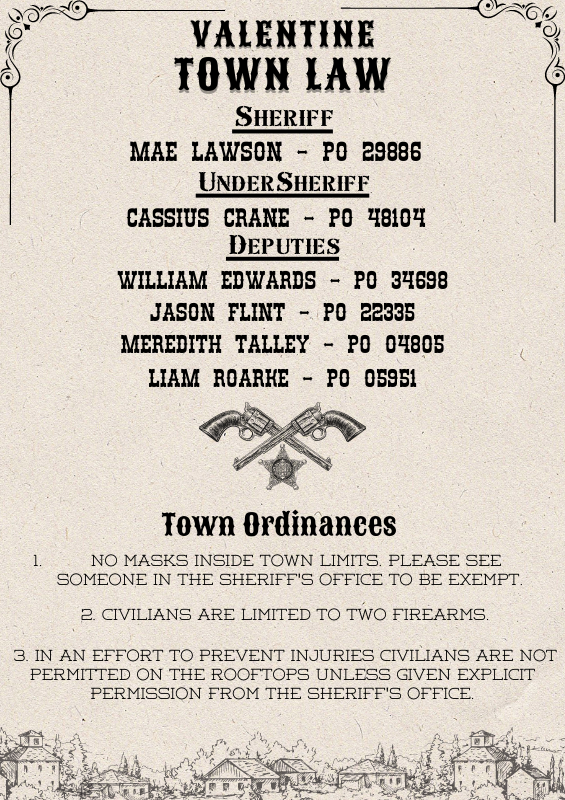 VALENTINE
TOWN LAW
SHERIFF
MAE LAWSON - PO 29886
UNDERSHERIFF
CASSIUS CRANE - PO 48104
DEPUTIES
WILLIAM EDWARDS - PO 34698
JASON FLINT - PO 22335
MEREDITH TALLEY - PO 04805
LIAM ROARKE - PO 05951
Town Ordinances
1. NO MASKS INSIDE TOWN LIMITS. PLEASE SEE
SOMEONE IN THE SHERIFF'S OFFICE TO BE EXEMPT.
2. CIVILIANS ARE LIMITED TO TWO FIREARMS.
3. IN AN EFFORT TO PREVENT INJURIES CIVILIANS ARE NOT
PERMITTED ON THE ROOFTOPS UNLESS GIVEN EXPLICIT
PERMISSION FROM THE SHERIFF'S OFFICE.